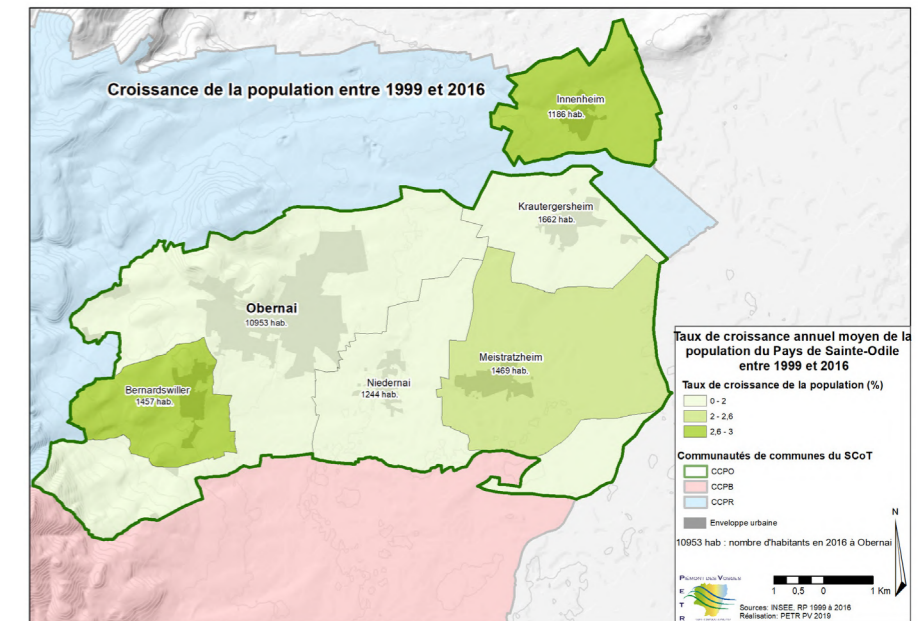 Croissance de la population entre 1999 et 2016
Innenheim
1186 hab.
Krautergersheim
1662 hab.
Obernai
10953 hab.
Meistratzheim
1469 hab.
Niedernai
1244 hab.
Bernardswiller
1457 hab.
Taux de croissance annuel moyen de la
population du Pays de Sainte-Odile
entre 1999 et 2016
Taux de croissance de la population (%)
0 - 2
2 - 2,6
2,6 - 3
Communautés de communes du SCoT
CCPO
CCPB
CCPR
Enveloppe urbaine
N
10953 hab : nombre d'habitants en 2016 à Obernai
PIÉMONT DES VOSGES
P
E
T
R
1 0,5 0 1 Km
Sources: INSEE, RP 1999 à 2016
Réalisation: PETR PV 2019